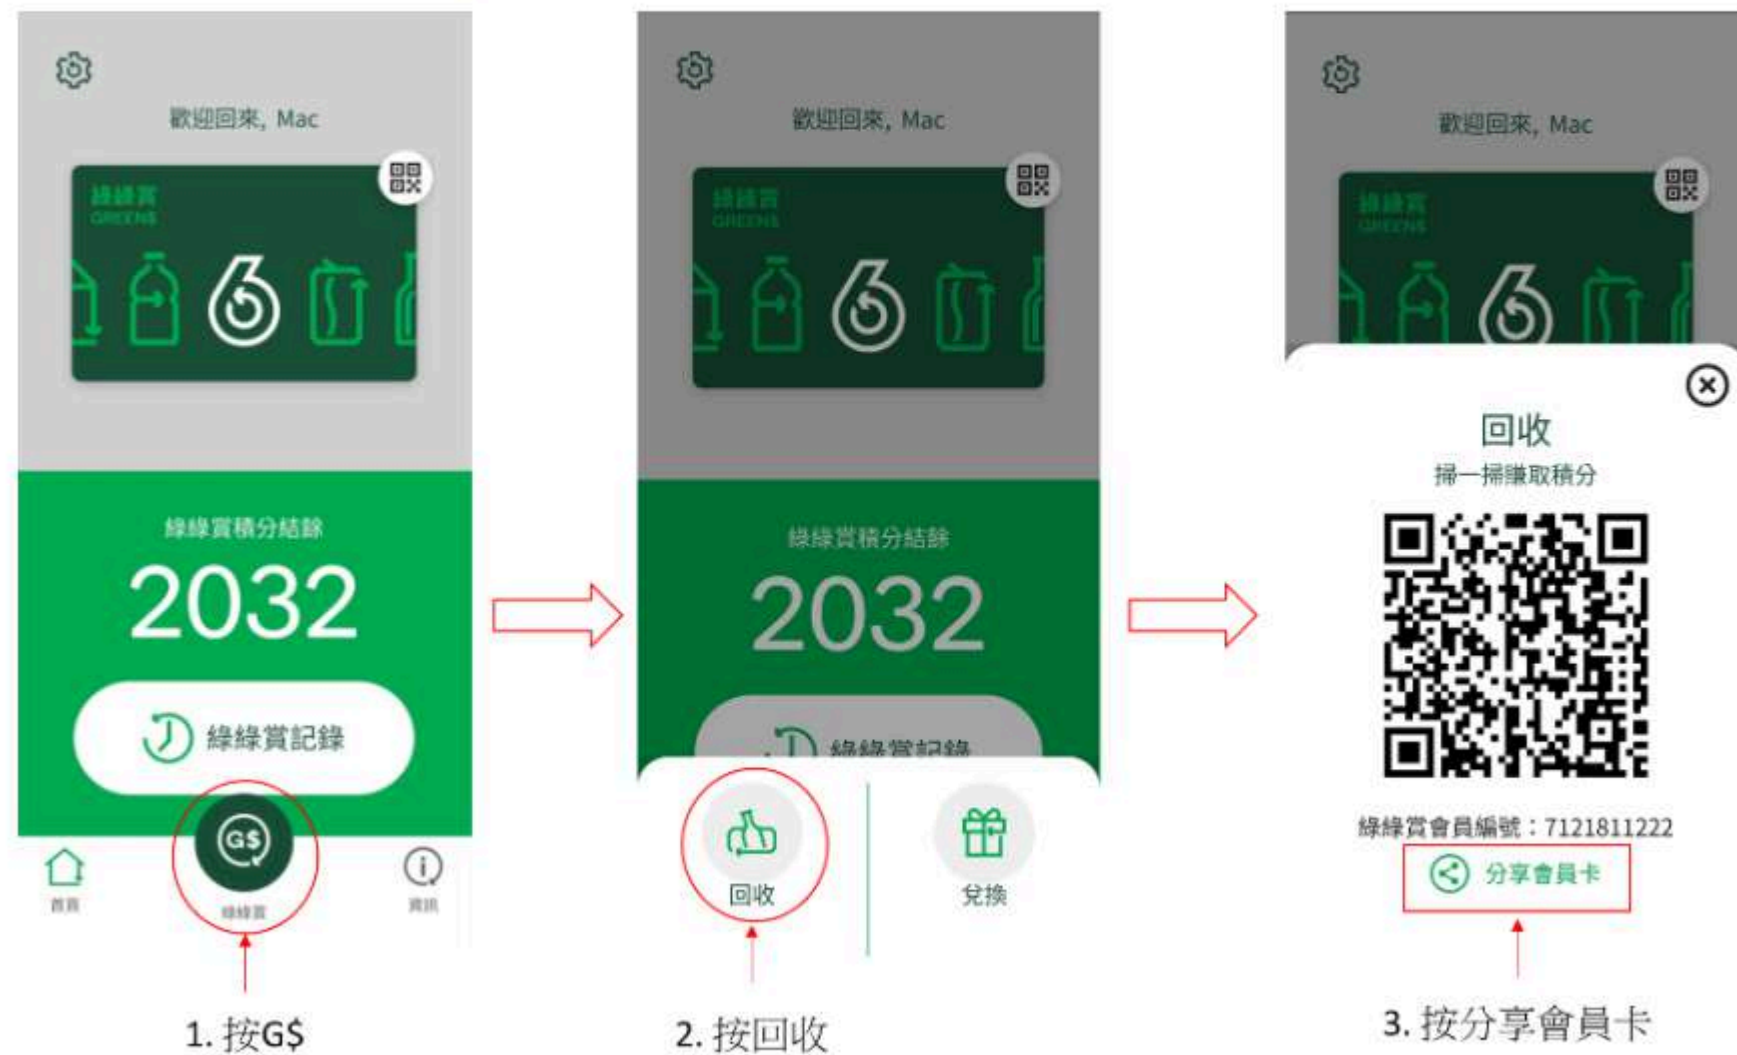 歡迎回來, Mac
綠綠賞
GREEN$
綠綠賞積分結餘
2032
綠綠賞記錄
G$
首頁
綠綠賞
資訊
1. 按G$
歡迎回來, Mac
綠綠賞
GREEN$
綠綠賞積分結餘
2032
綠綠賞記錄
回收
兌換
2. 按回收
歡迎回來, Mac
綠綠賞
GREEN$
回收
掃一掃賺取積分
綠綠賞會員編號：7121811222
分享會員卡
3. 按分享會員卡